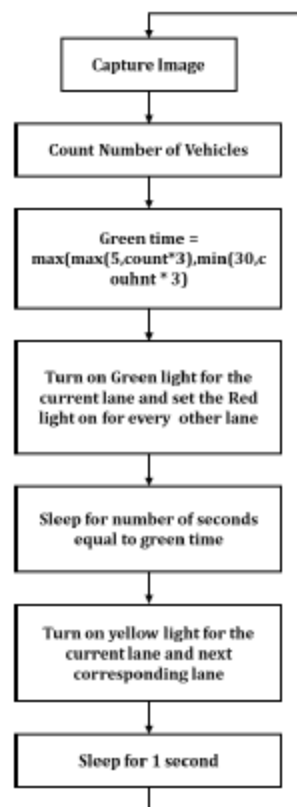 Capture Image
Count Number of Vehicles
Green time =
max(max(5,count*3),min(30,c
ouhnt * 3)
Turn on Green light for the
current lane and set the Red
light on for every other lane
Sleep for number of seconds
equal to green time
Turn on yellow light for the
current lane and next
corresponding lane
Sleep for 1 second